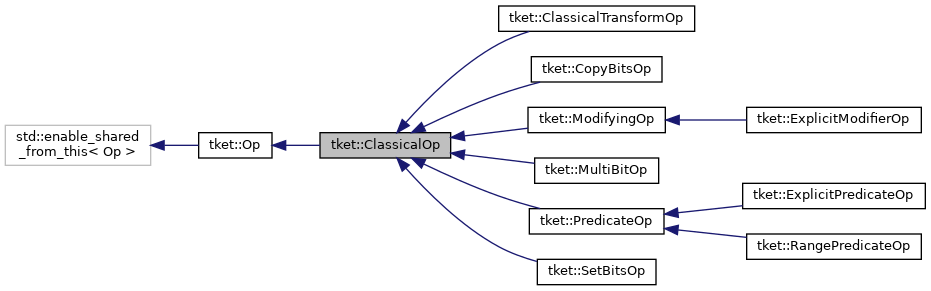 std::enable_shared
_from_this< Op >
tket::Op
tket::ClassicalOp
tket::ClassicalTransformOp
tket::CopyBitsOp
tket::ModifyingOp
tket::ExplicitModifierOp
tket::MultiBitOp
tket::PredicateOp
tket::ExplicitPredicateOp
tket::RangePredicateOp
tket::SetBitsOp